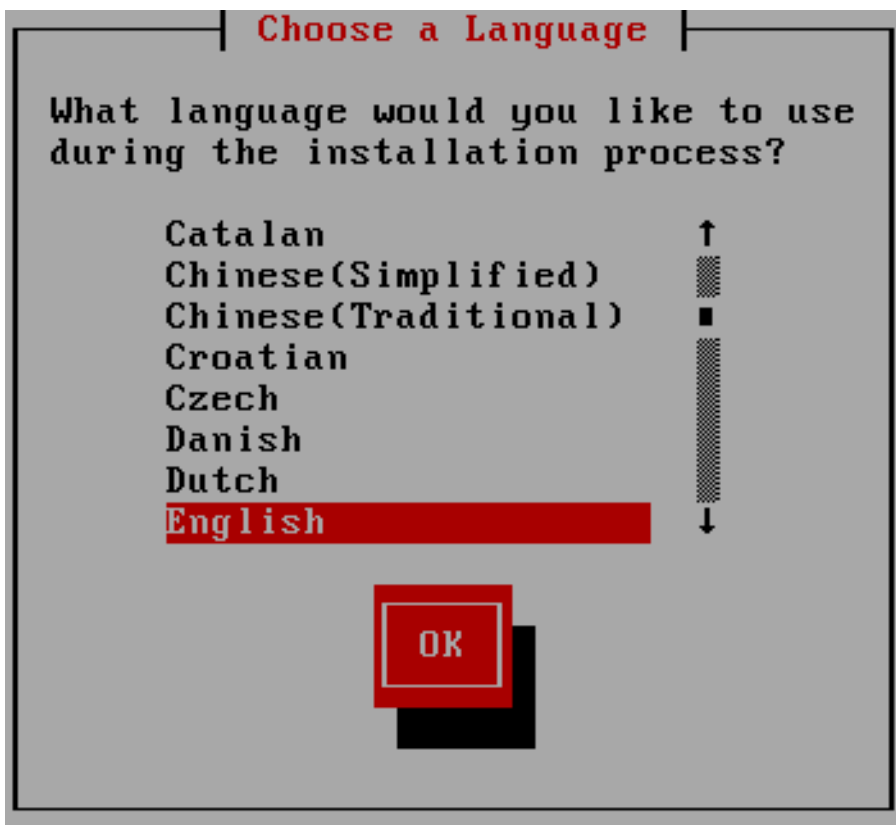 Choose a Language
What language would you like to use
during the installation process?
Catalan
Chinese(Simplified)
Chinese(Traditional)
Croatian
Czech
Danish
Dutch
English
OK